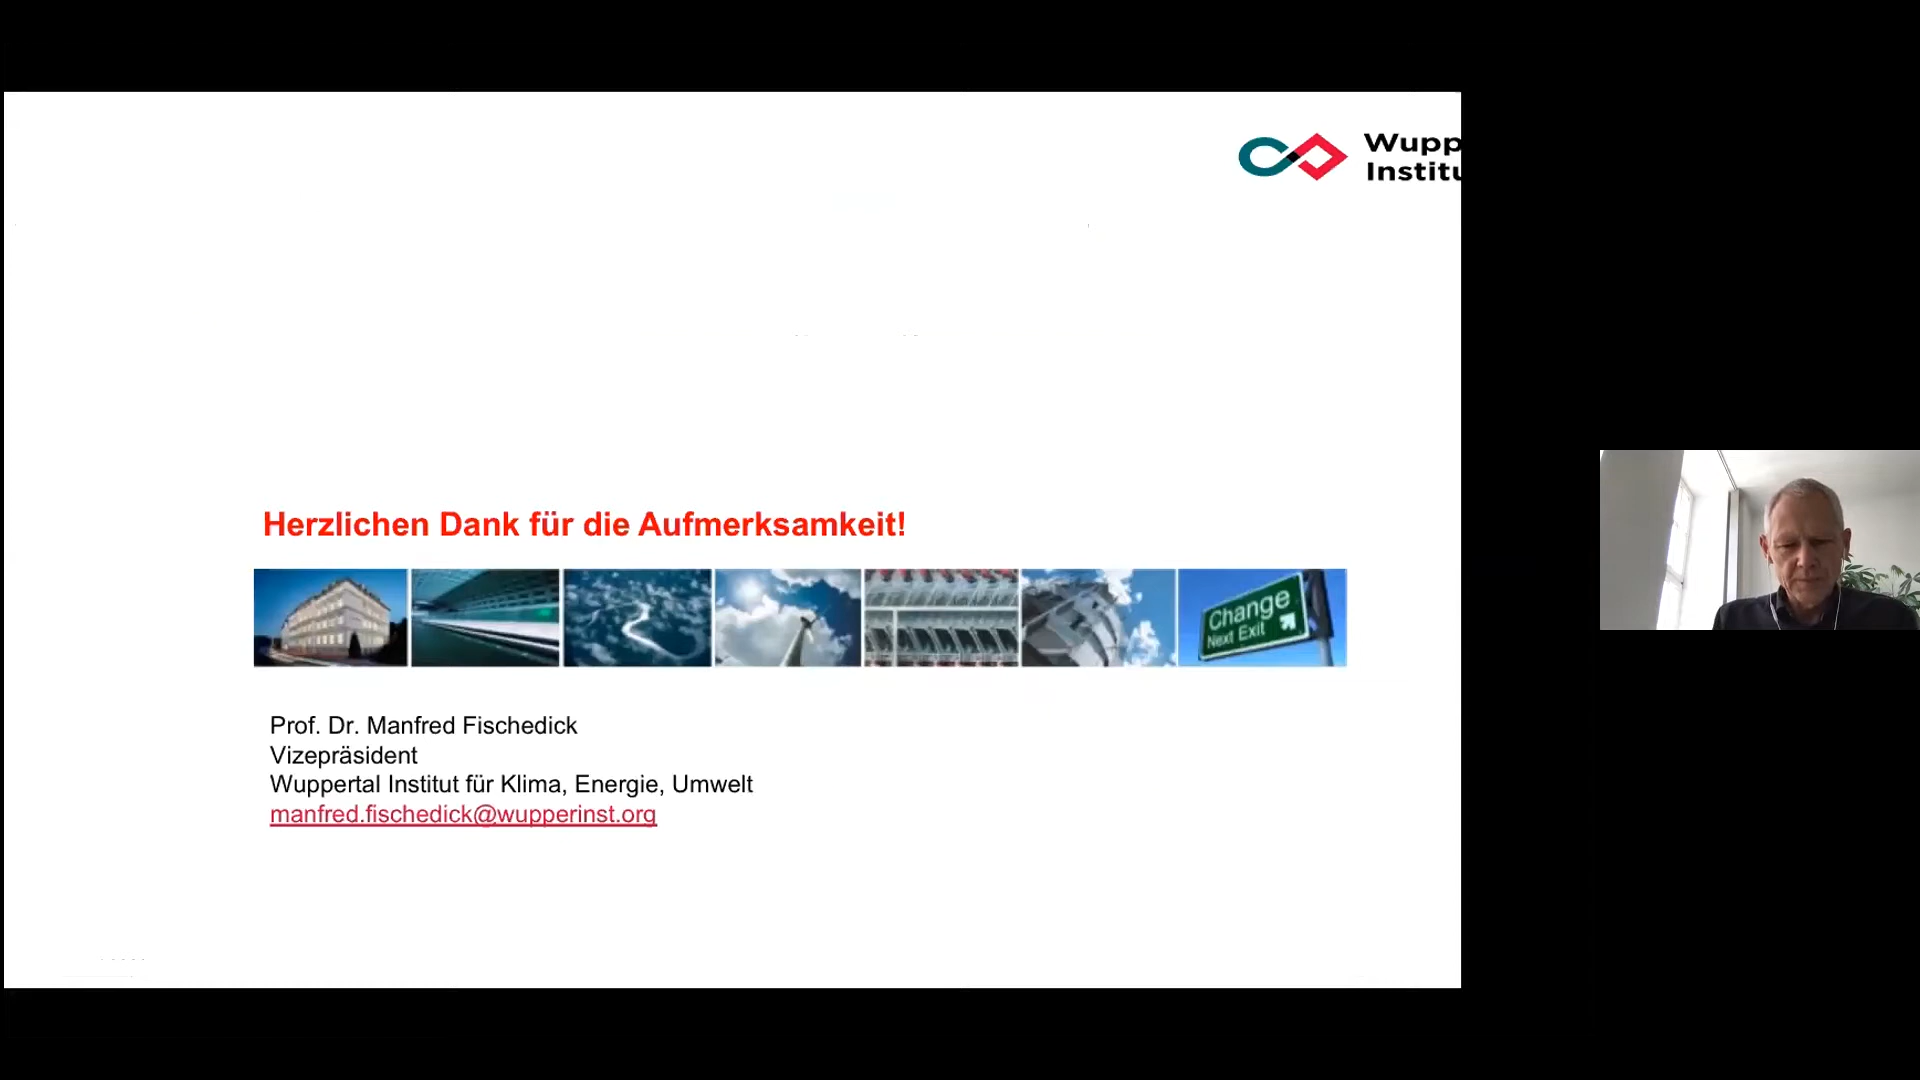 Wupp
Institu
Herzlichen Dank für die Aufmerksamkeit!
Change
Next Exit
Prof. Dr. Manfred Fischedick
Vizepräsident
Wuppertal Institut für Klima, Energie, Umwelt
manfred.fischedick@wupperinst.org